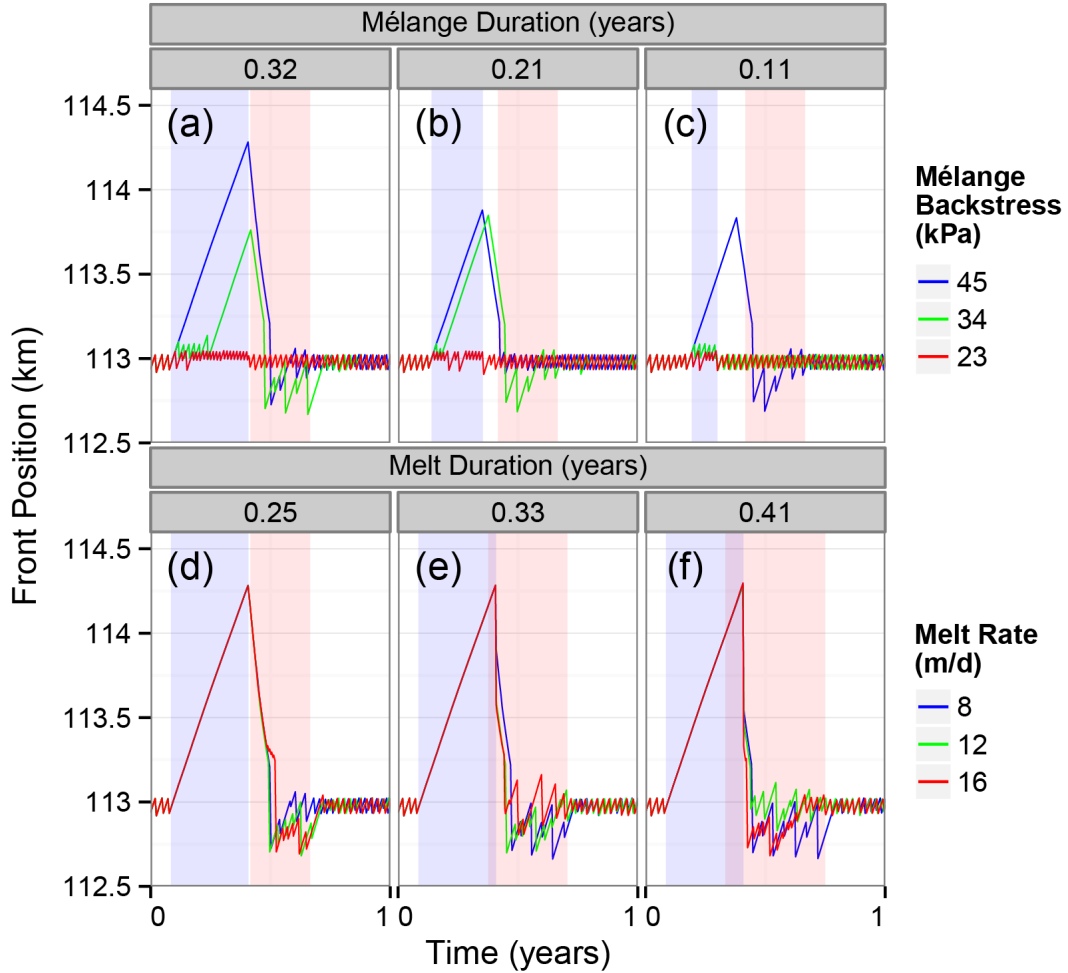 Mélange Duration (years)
0.32
0.21
0.11
114.5
114
113.5
113
112.5
(a)
(b)
(c)
Mélange
Backstress
(kPa)
45
34
23
Front Position (km)
Melt Duration (years)
0.25
0.33
0.41
114.5
114
113.5
113
112.5
(d)
(e)
(f)
Melt Rate
(m/d)
8
12
16
0
1
0
1
0
1
Time (years)